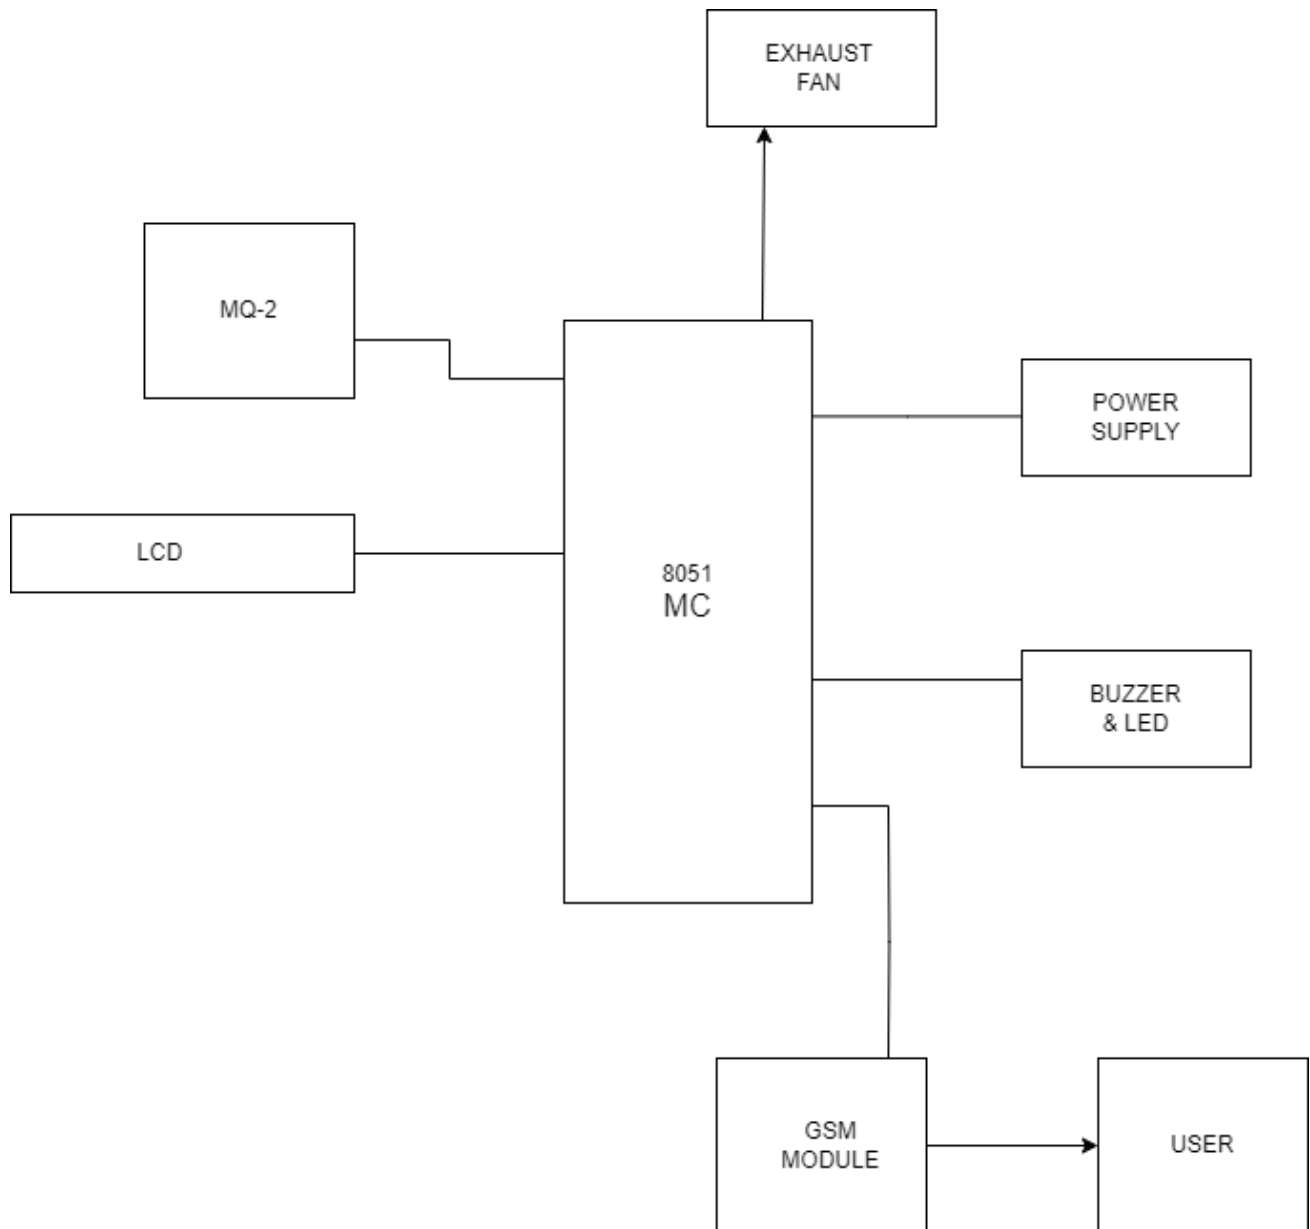 EXHAUST
FAN
MQ-2
POWER
SUPPLY
LCD
8051
MC
BUZZER
& LED
GSM
MODULE
USER